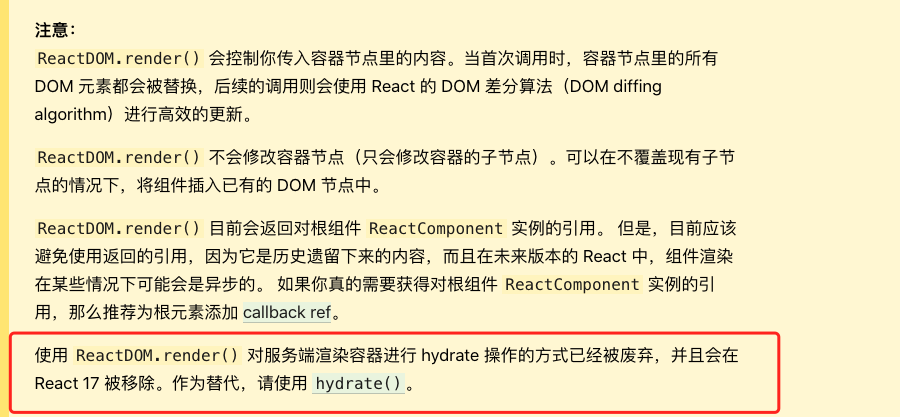 注意：
ReactDOM.render() 会控制你传入容器节点里的内容。当首次调用时，容器节点里的所有
DOM 元素都会被替换，后续的调用则会使用 React 的 DOM 差分算法（DOM diffing
algorithm）进行高效的更新。
ReactDOM.render() 不会修改容器节点（只会修改容器的子节点）。可以在不覆盖现有子节
点的情况下，将组件插入已有的 DOM 节点中。
ReactDOM.render() 目前会返回对根组件 ReactComponent 实例的引用。 但是，目前应该
避免使用返回的引用，因为它是历史遗留下来的内容，而且在未来版本的 React 中，组件渲染
在某些情况下可能会是异步的。 如果你真的需要获得对根组件 ReactComponent 实例的引
用，那么推荐为根元素添加 callback ref。
使用 ReactDOM.render() 对服务端渲染容器进行 hydrate 操作的方式已经被废弃，并且会在
React 17 被移除。作为替代，请使用 hydrate()。